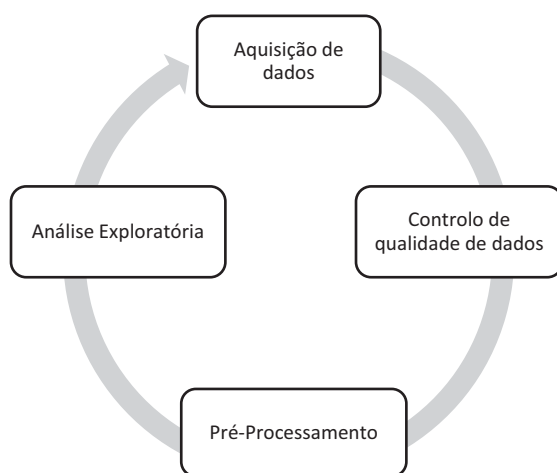 Aquisição de
dados
Controlo de
qualidade de dados
Pré-Processamento
Análise Exploratória